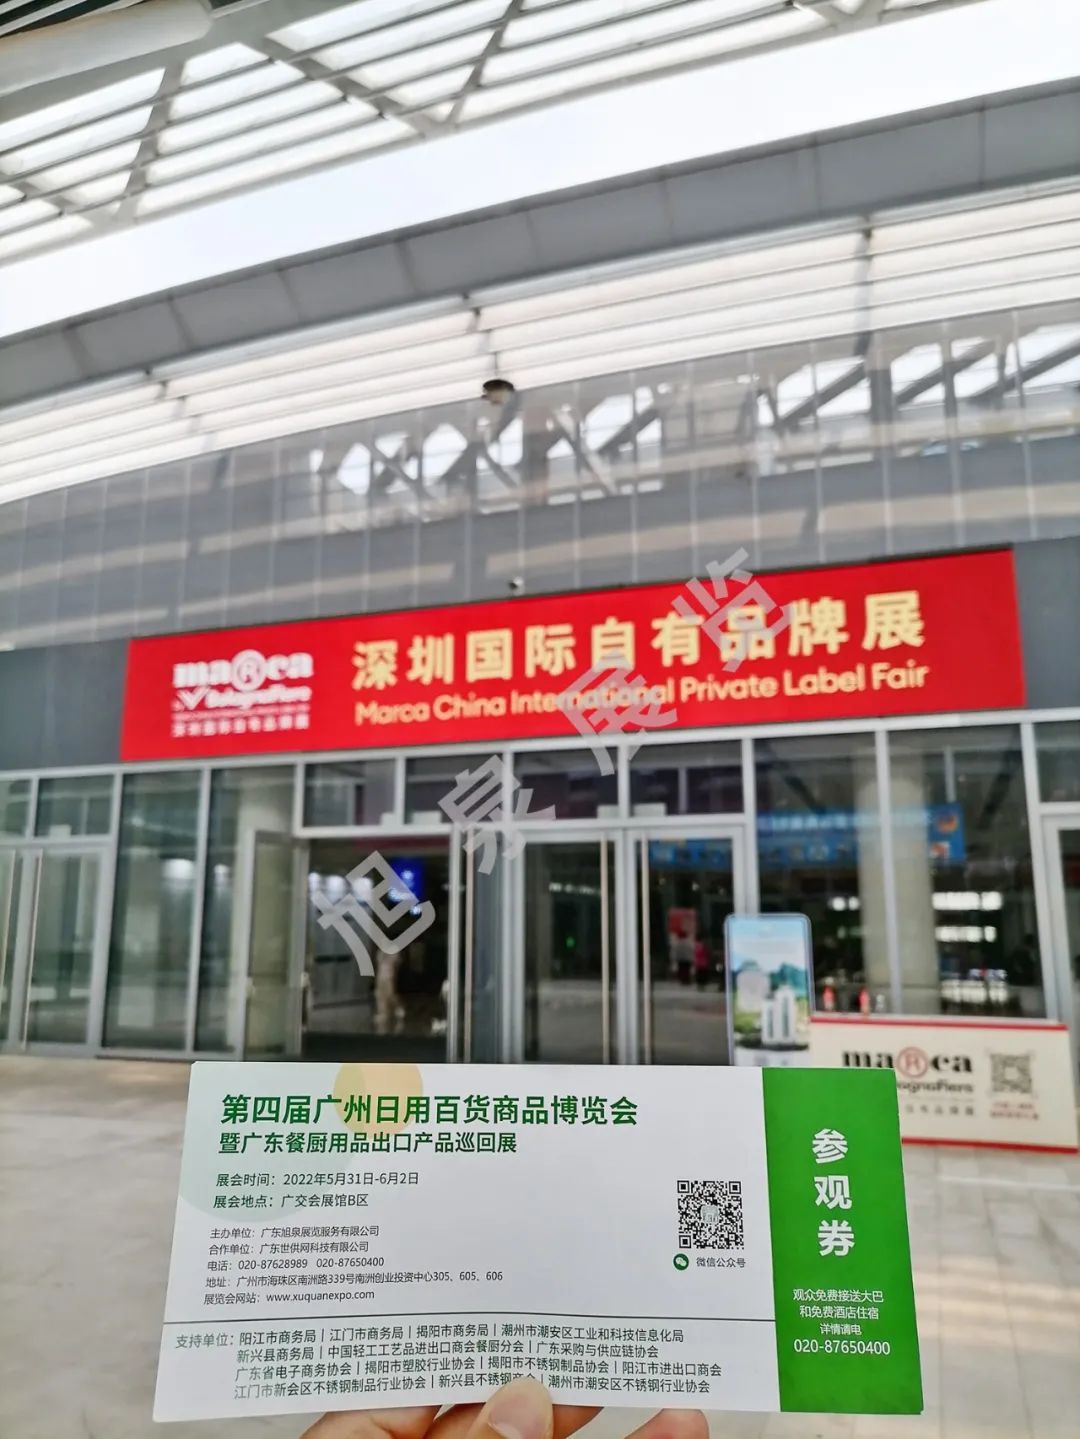 ma®ca
BolognaFiere
深圳国际自有品牌展
深圳国际自有品牌展
Marca China International Private Label Fair
旭泉展览
ma®ca
BolognaFiere
第四届广州日用百货商品博览会
暨广东餐厨用品出口产品巡回展
展会时间：2022年5月31日-6月2日
展会地点：广交会展馆B区
主办单位：广东旭泉展览服务有限公司
合作单位：广东世供网科技有限公司
电话：020-87628989 020-87650400
地址：广州市海珠区南洲路339号南洲创业投资中心305、605、606
展览会网站：www.xuquanexpo.com
微信公众号
支持单位：阳江市商务局 | 江门市商务局 | 揭阳市商务局 | 潮州市潮安区工业和科技信息化局
新兴县商务局 | 中国轻工工艺品进出口商会餐厨分会 | 广东采购与供应链协会
广东省电子商务协会 | 揭阳市塑胶行业协会 | 揭阳市不锈钢制品协会 | 阳江市进出口商会
江门市新会区不锈钢制品行业协会 | 新兴县不锈钢 | 潮州市潮安区不锈钢行业协会
参观券
观众免费接送大巴
和免费酒店住宿
详情请电
020-87650400